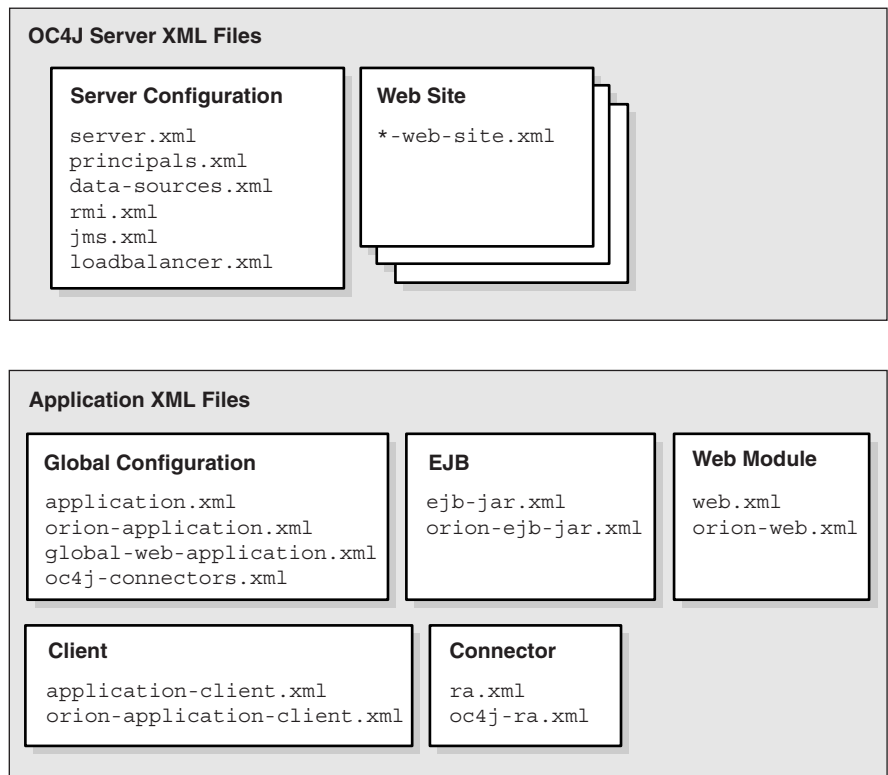 OC4J Server XML Files
Server Configuration
server.xml
principals.xml
data-sources.xml
rmi.xml
jms.xml
loadbalancer.xml
Web Site
*-web-site.xml
Application XML Files
Global Configuration
application.xml
orion-application.xml
global-web-application.xml
oc4j-connectors.xml
EJB
ejb-jar.xml
orion-ejb-jar.xml
Web Module
web.xml
orion-web.xml
Client
application-client.xml
orion-application-client.xml
Connector
ra.xml
oc4j-ra.xml